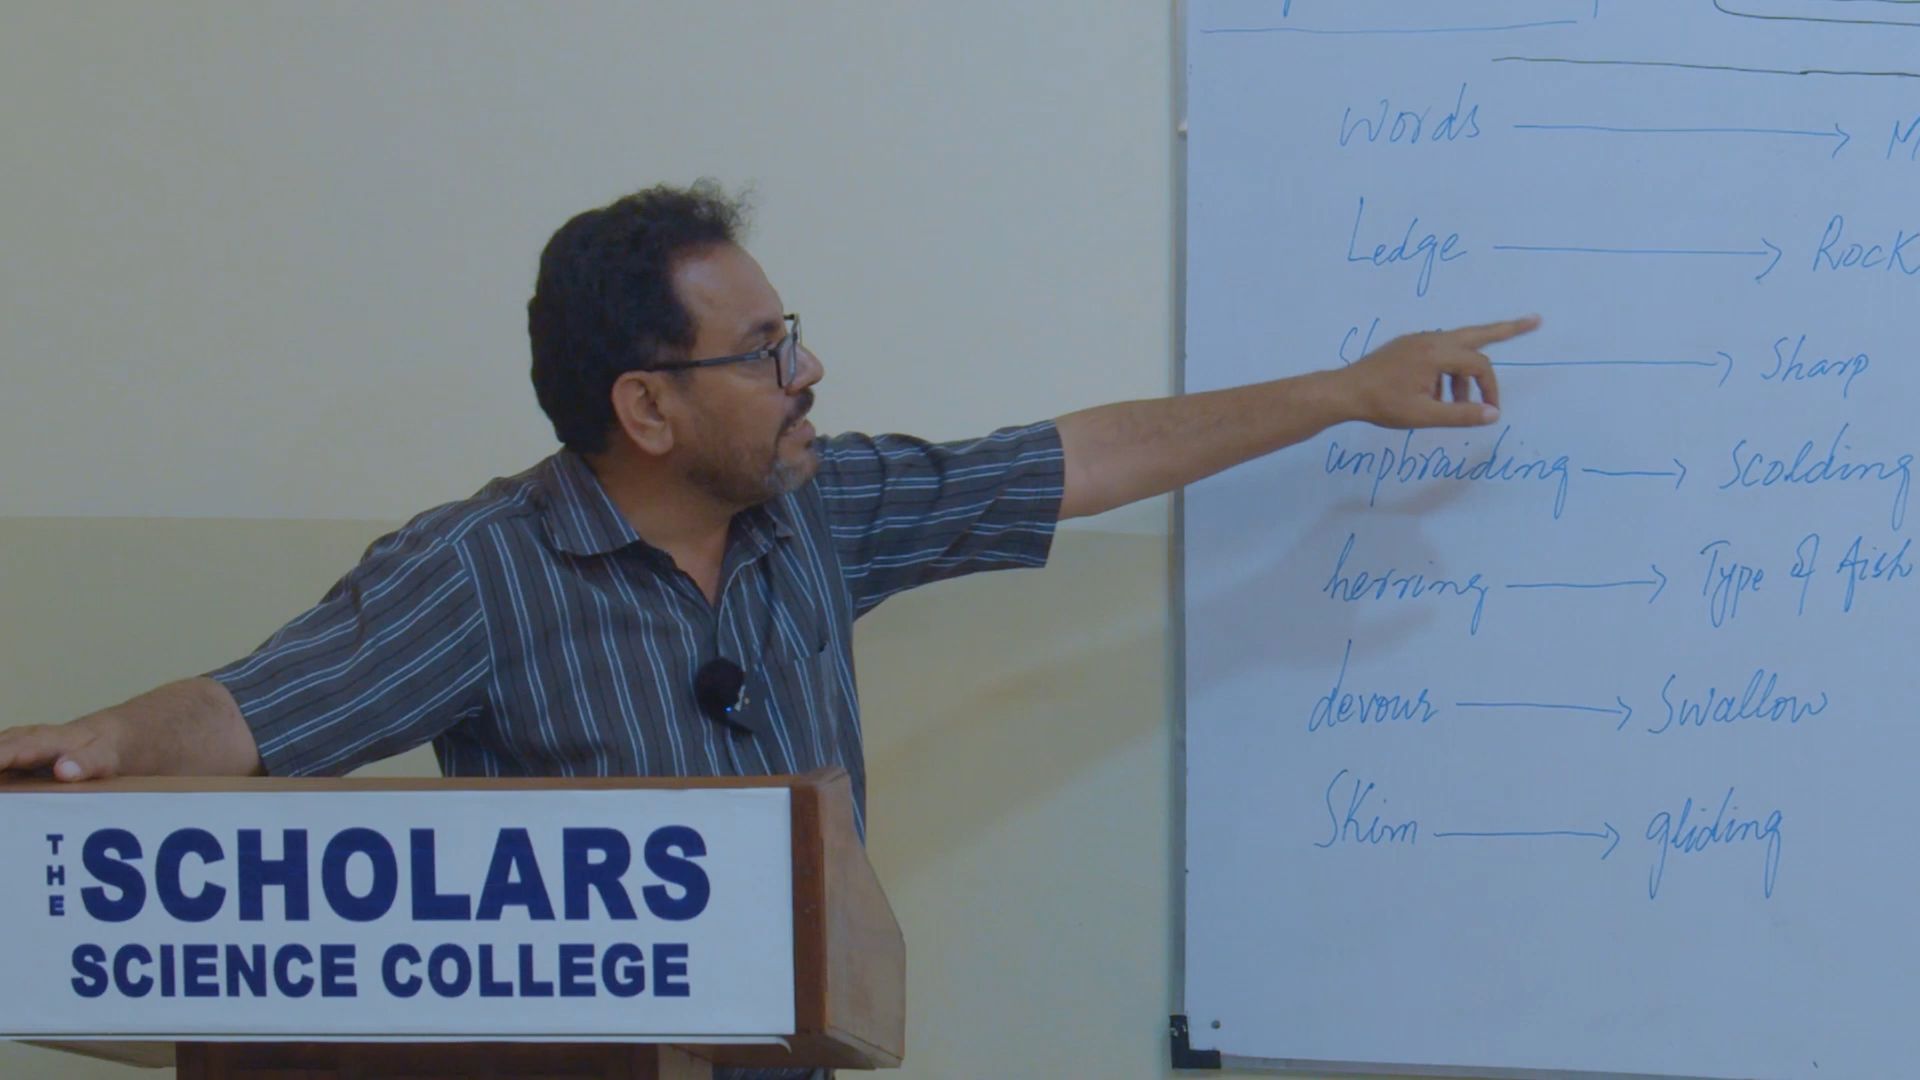 words → M
Ledge → Rock
→ Sharp
unpbraiding → Scolding
herring → Type of fish
devour → Swallow
Skim → gliding
THE SCHOLARS
SCIENCE COLLEGE